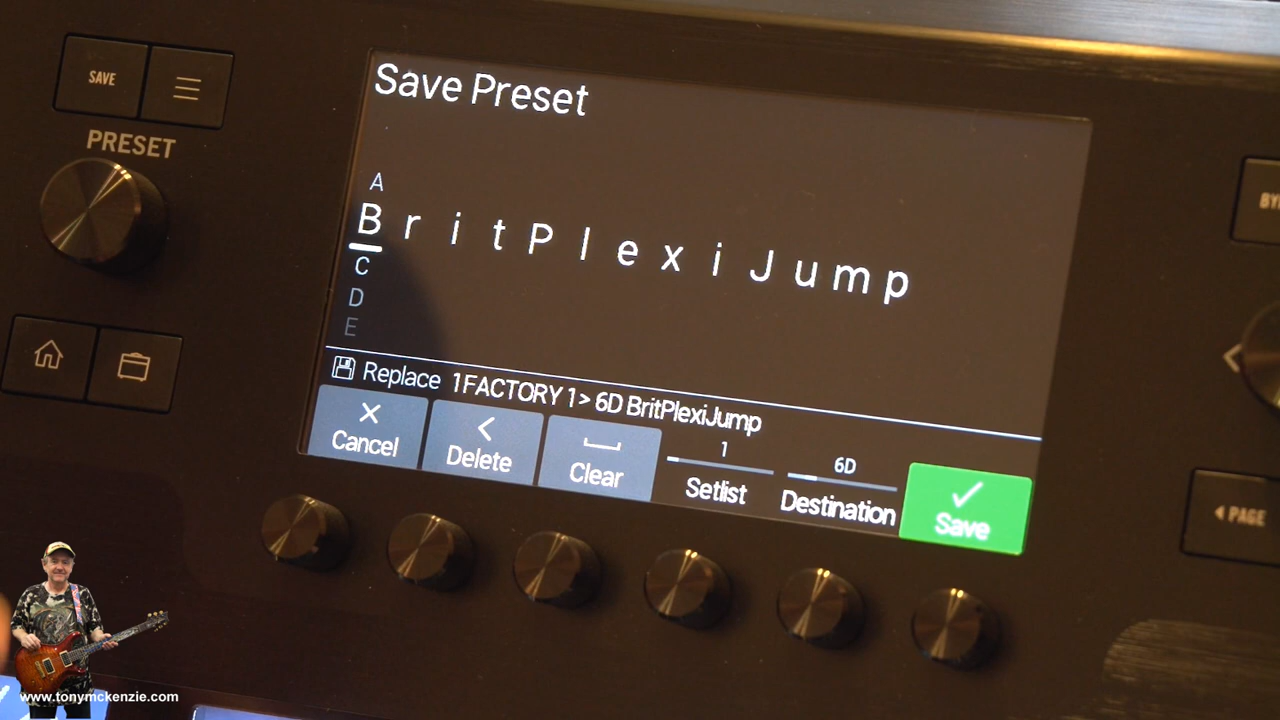 SAVE
PRESET
Save Preset
A
BritPlexiJump
C
D
E
Replace 1FACTORY 1> 6D BritPlexiJump
Cancel
Delete
Clear
1
Setlist
6D
Destination
Save
PAGE
www.tonymckenzie.com